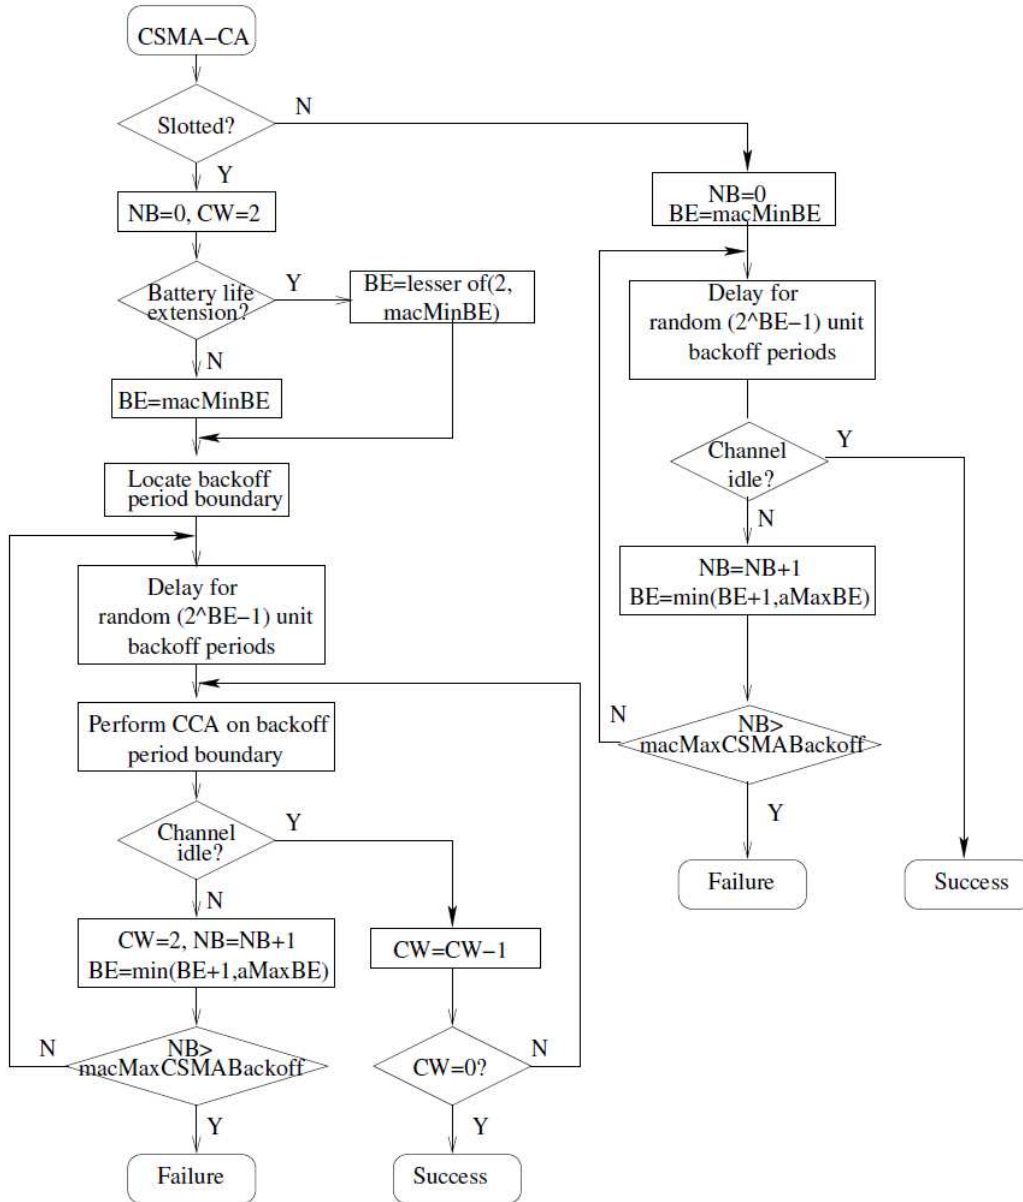 CSMA−CA
Slotted?
N
Y
NB=0, CW=2
Battery life
extension?
Y
BE=lesser of(2,
macMinBE)
N
BE=macMinBE
Locate backoff
period boundary
Delay for
random (2^BE−1) unit
backoff periods
Perform CCA on backoff
period boundary
Channel
idle?
Y
N
CW=2, NB=NB+1
BE=min(BE+1,aMaxBE)
CW=CW−1
N
NB>
macMaxCSMABackoff
CW=0?
N
Y
Y
Failure
Success
NB=0
BE=macMinBE
Delay for
random (2^BE−1) unit
backoff periods
Channel
idle?
Y
N
NB=NB+1
BE=min(BE+1,aMaxBE)
N
NB>
macMaxCSMABackoff
Y
Failure
Success